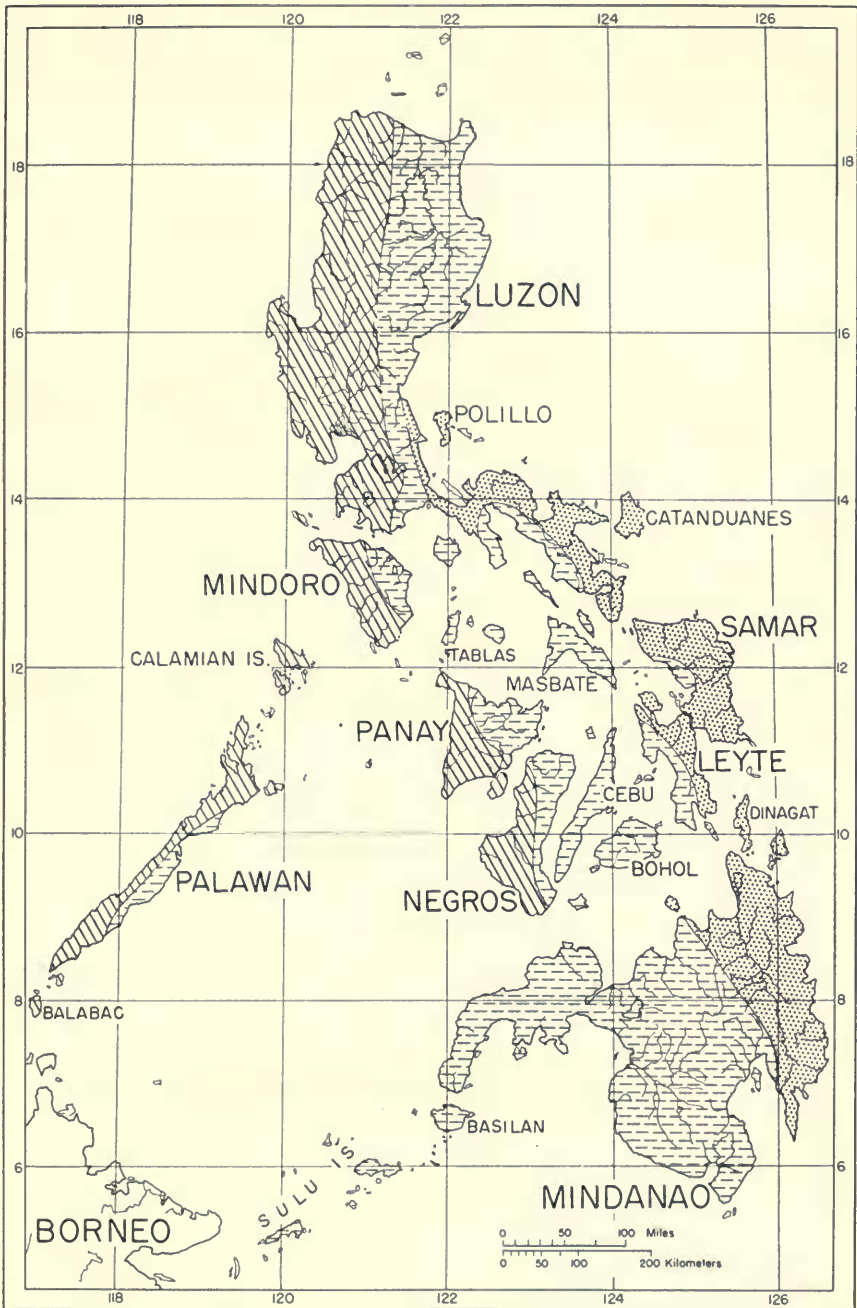 118 120 122 124 126
18 18
LUZON
16 16
POLILLO
14 14
CATANDUANES
MINDORO
SAMAR
CALAMIAN IS.
TABLAS
12 12
MASBATE
PANAY
LEYTE
CEBU
DINAGAT
10 10
BOHOL
PALAWAN
NEGROS
8 8
BALABAC
BASILAN
6 6
SULU IS.
MINDANAO
BORNEO
0 50 100 Miles
0 50 100 200 Kilometers
118 120 122 124 126